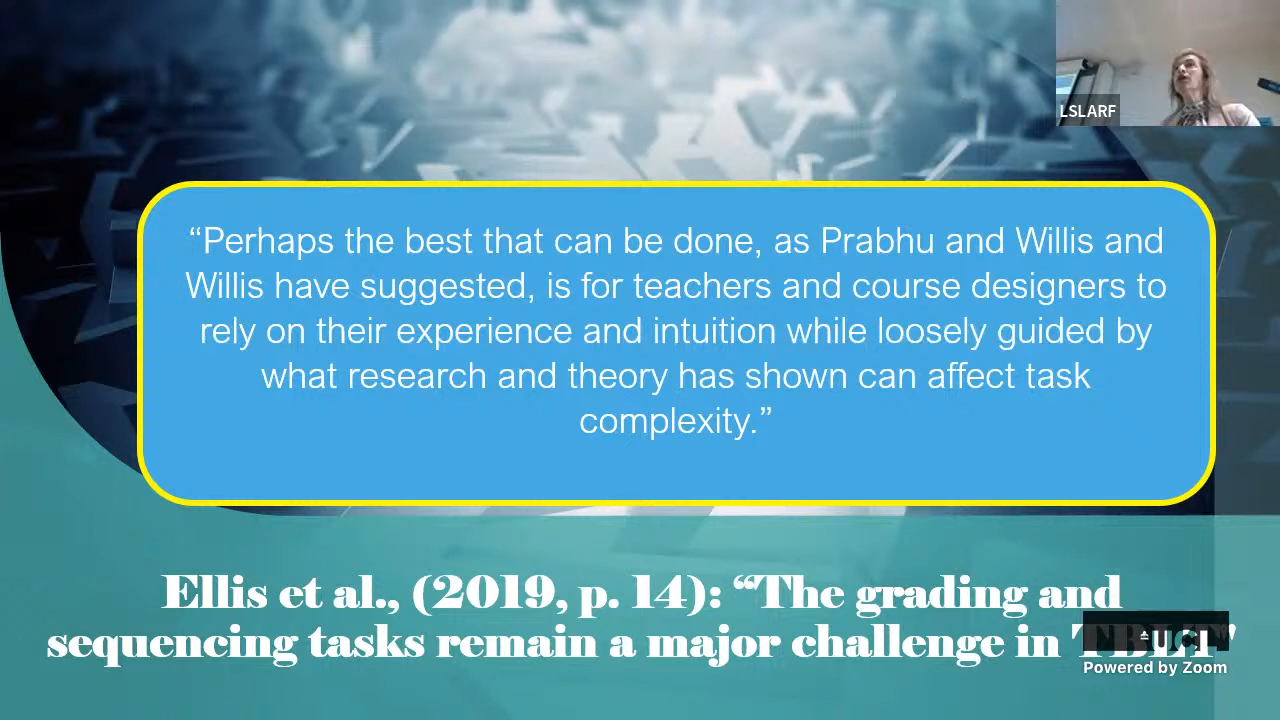 LSLARF
“Perhaps the best that can be done, as Prabhu and Willis and
Willis have suggested, is for teachers and course designers to
rely on their experience and intuition while loosely guided by
what research and theory has shown can affect task
complexity.”
Ellis et al., (2019, p. 14): “The grading and
sequencing tasks remain a major challenge in TBLT”
Powered by Zoom